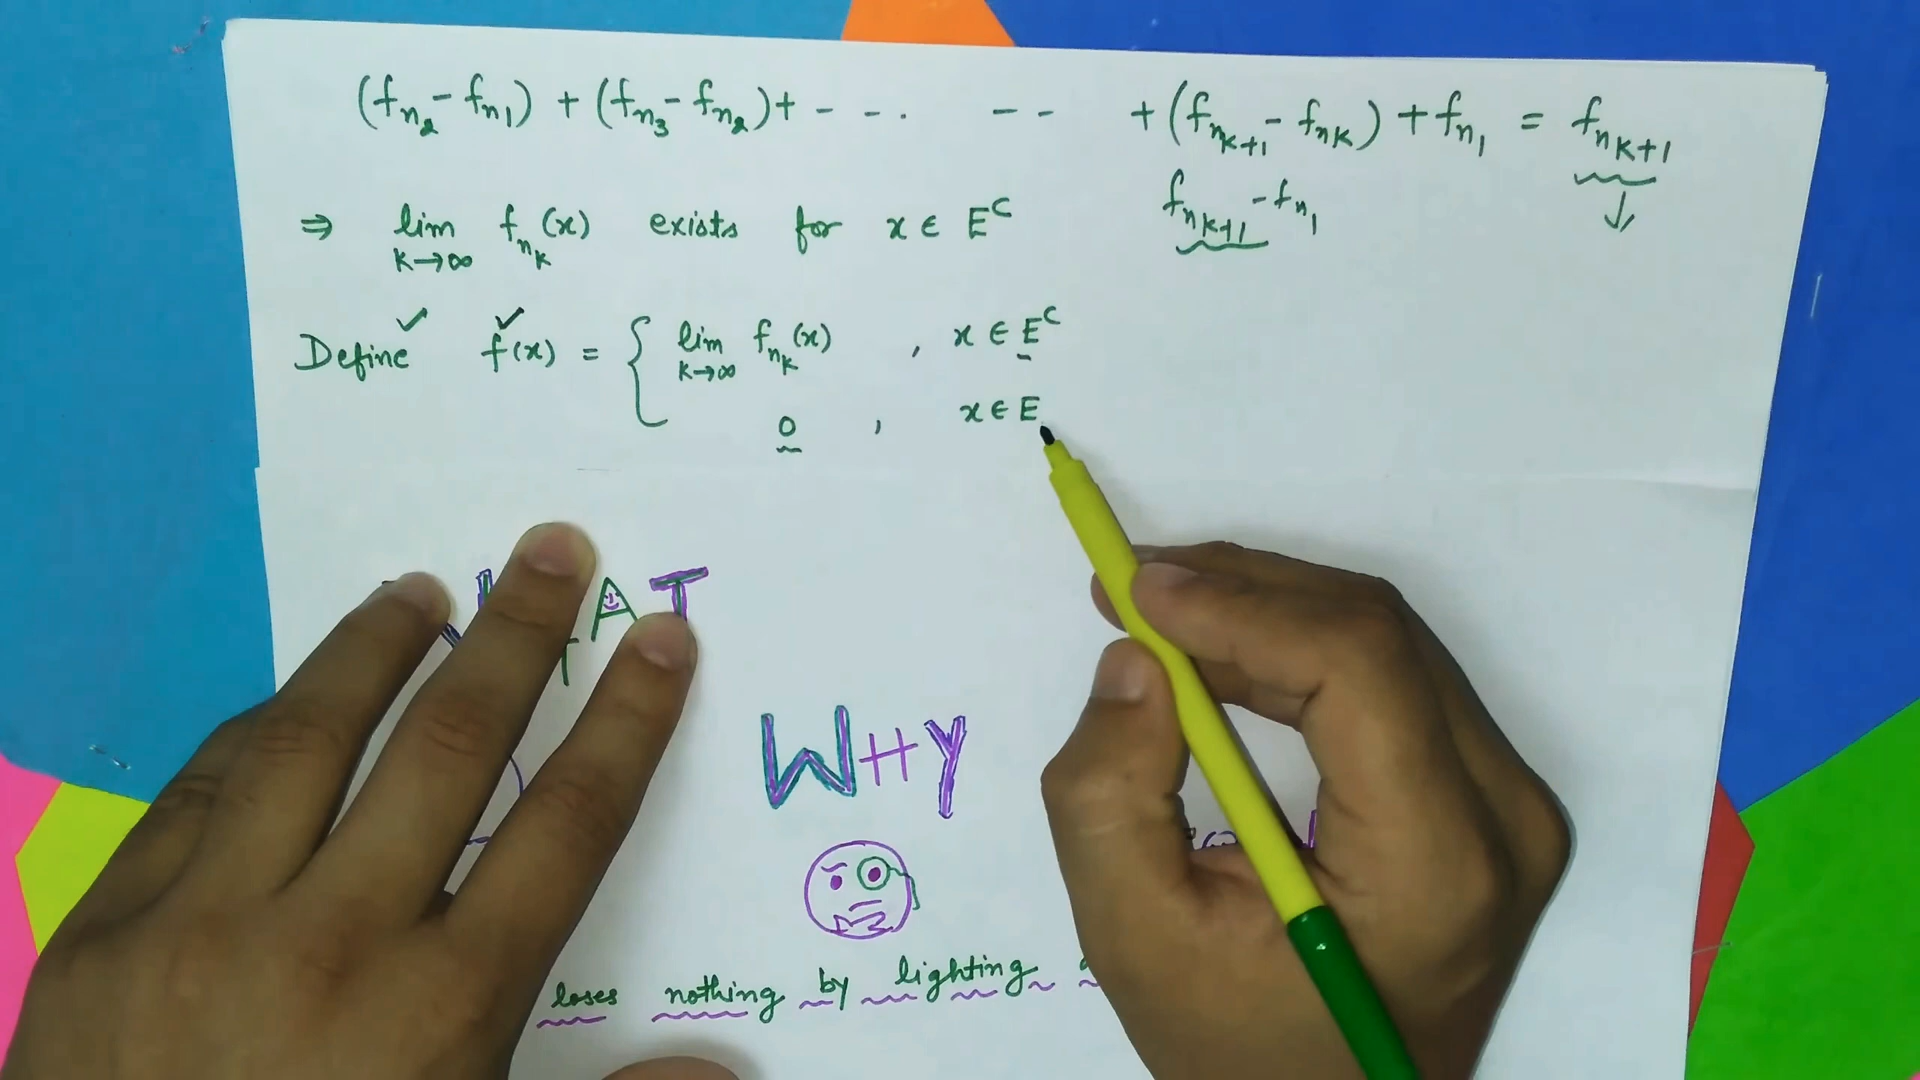 (f_{n_2} - f_{n_1}) + (f_{n_3} - f_{n_2}) + - - . - - + (f_{n_{k+1}} - f_{n_k}) + f_{n_1} = f_{n_{k+1}}
f_{n_{k+1}} - f_{n_1} ↓
⇒ lim_{k→∞} f_{n_k}(x) exists for x ∈ E^c
Define ✓ f(x) ✓ = { lim_{k→∞} f_{n_k}(x) , x ∈ E^c
0 , x ∈ E
WHY
loses nothing by lighting